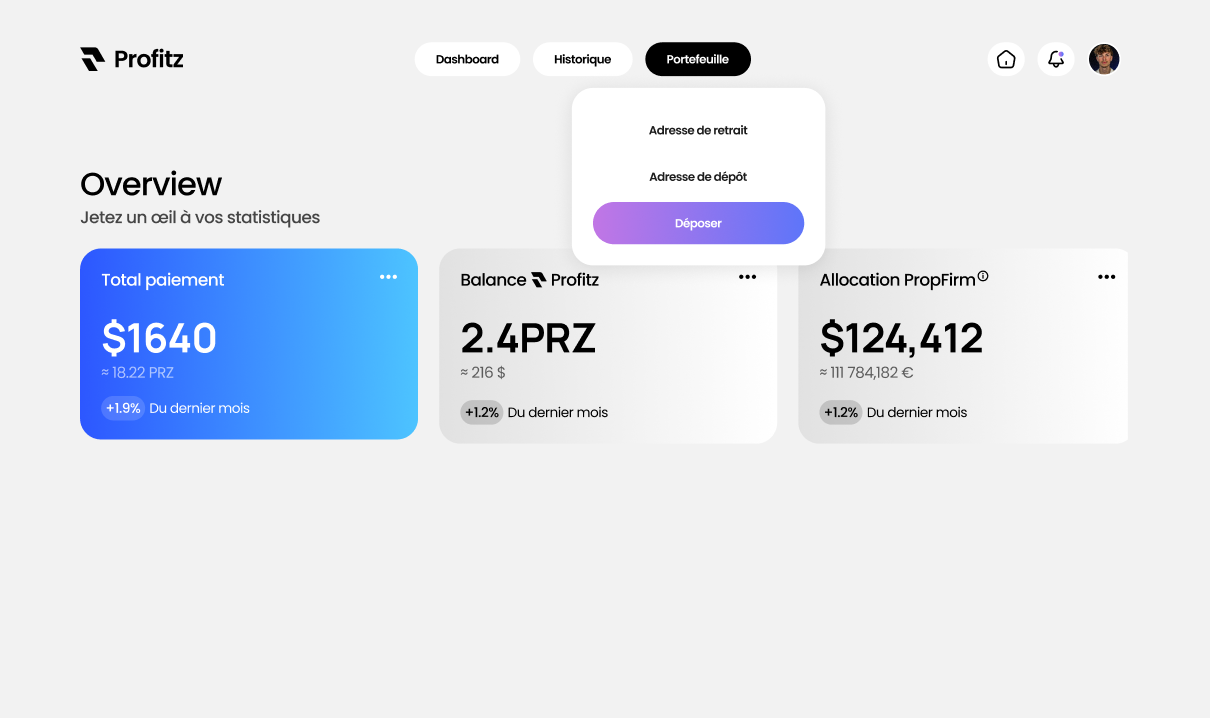 Profitz
Dashboard
Historique
Portefeuille
Adresse de retrait
Adresse de dépôt
Déposer
Overview
Jetez un œil à vos statistiques
Total paiement
$1640
≈ 18.22 PRZ
+1.9% Du dernier mois
Balance Profitz
2.4PRZ
≈ 216 $
+1.2% Du dernier mois
Allocation PropFirm
$124,412
≈ 111 784,182 €
+1.2% Du dernier mois